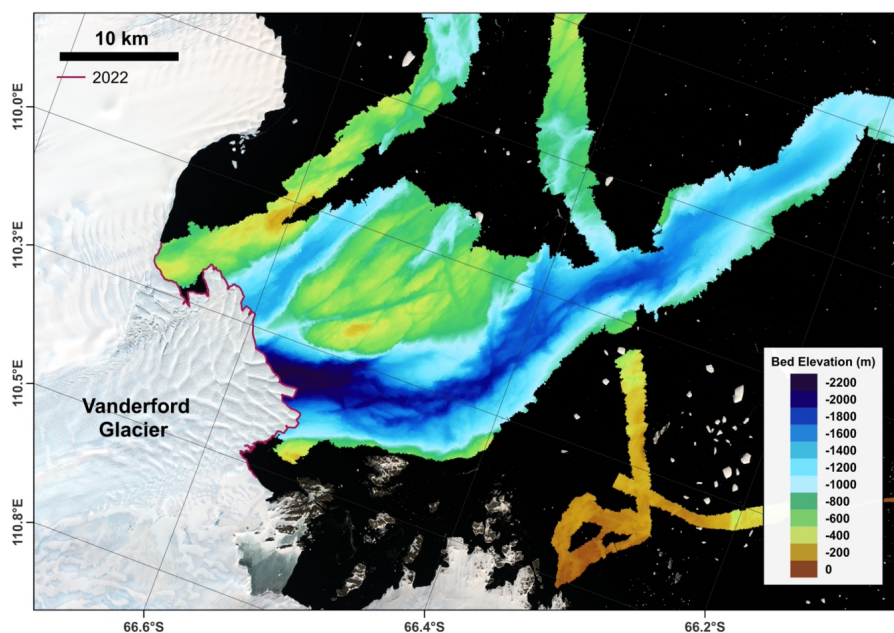 10 km
2022
110.0°E
110.3°E
110.5°E
110.8°E
Vanderford
Glacier
Bed Elevation (m)
-2200
-2000
-1800
-1600
-1400
-1200
-1000
-800
-600
-400
-200
0
66.6°S
66.4°S
66.2°S